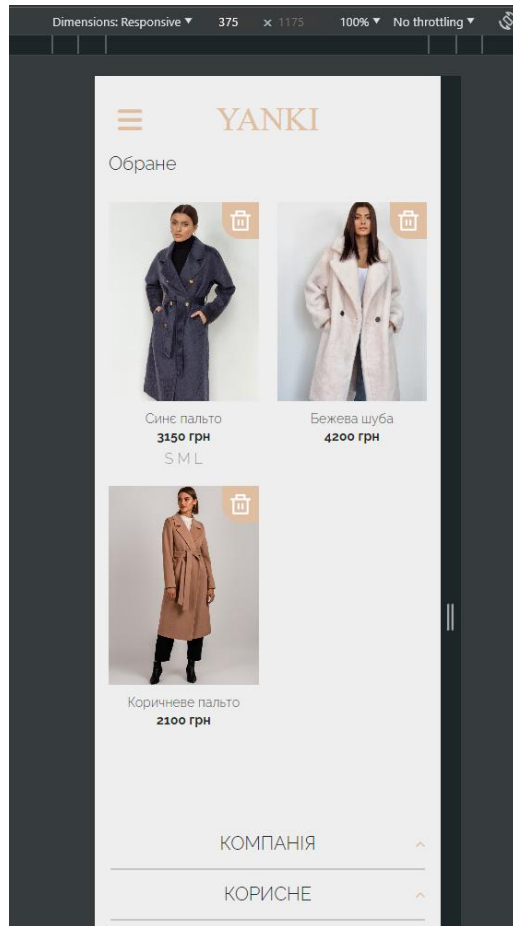 Dimensions: Responsive 375 × 1175 100% No throttling
YANKI
Обране
Синє пальто
3150 грн
S M L
Бежева шуба
4200 грн
Коричневе пальто
2100 грн
КОМПАНІЯ
КОРИСНЕ